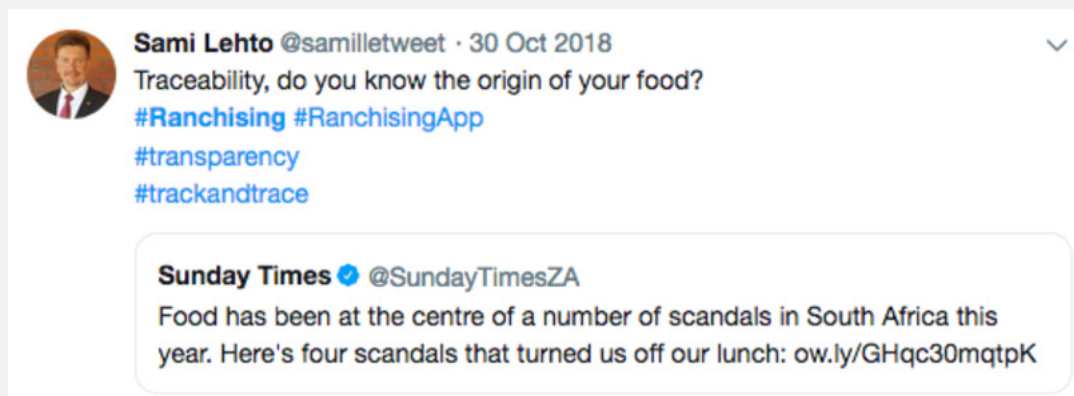 Sami Lehto @samilletweet · 30 Oct 2018
Traceability, do you know the origin of your food?
#Ranchising #RanchisingApp
#transparency
#trackandtrace
Sunday Times @SundayTimesZA
Food has been at the centre of a number of scandals in South Africa this
year. Here's four scandals that turned us off our lunch: ow.ly/GHqc30mqtpK